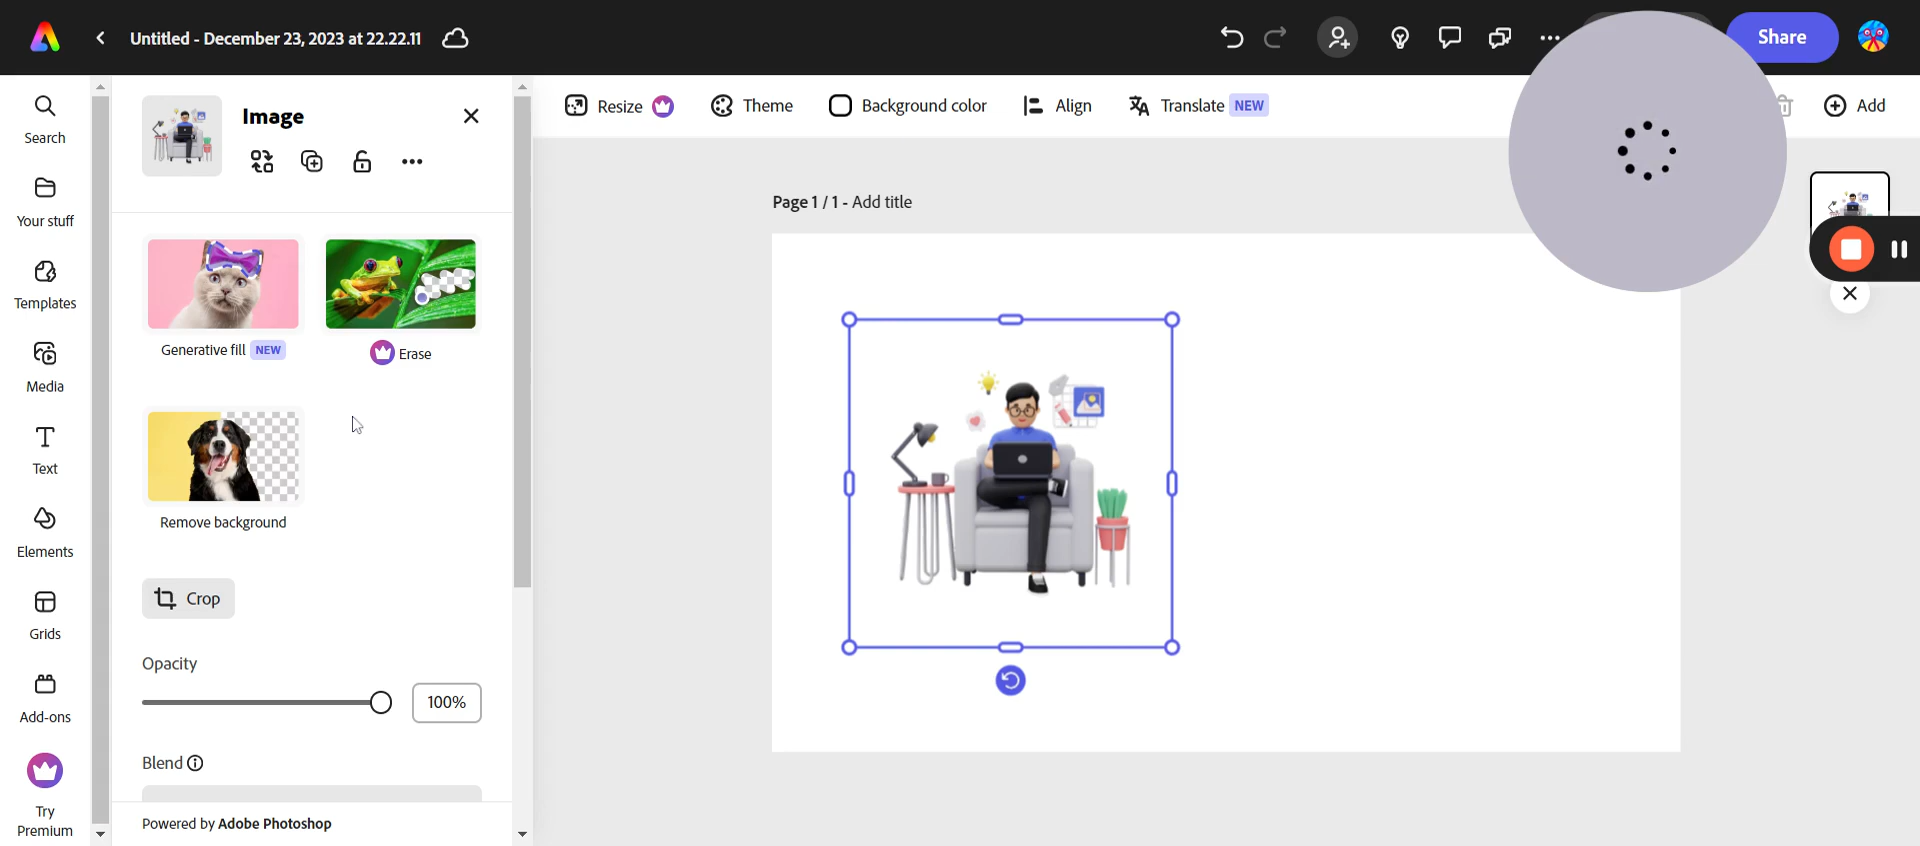 Untitled - December 23, 2023 at 22.22.11
Share
Search
Your stuff
Templates
Media
Text
Elements
Grids
Add-ons
Try
Premium
Image
Generative fill NEW
Erase
Remove background
Crop
Opacity
100%
Blend
Powered by Adobe Photoshop
Resize
Theme
Background color
Align
Translate NEW
Add
Page 1 / 1 - Add title